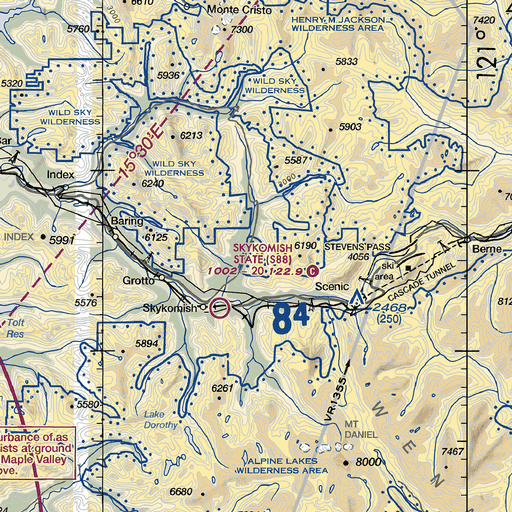 6610
Monte Cristo
5760
7000
7300
HENRY M JACKSON
WILDERNESS AREA
7420
121°
5320
5936
WILD SKY
WILDERNESS
5833
WILD SKY
WILDERNESS
15°30'E
6213
5903
WILD SKY
WILDERNESS
5587
Index
6240
9000
Baring
INDEX
5991
6125
SKYKOMISH
STATE (S88)
1002 20 122.9 C
6190
STEVENS PASS
4056
Berne
ski
area
CASCADE TUNNEL
Grotto
Scenic
5576
Skykomish
8⁴
2468
(250)
Tolt
Res
5894
VR1355
6261
5580
Lake
Dorothy
MT
DANIEL
W
E
N
urbance of as
ists at ground
Maple Valley
ove.
ALPINE LAKES
WILDERNESS AREA
8000
7467
6680